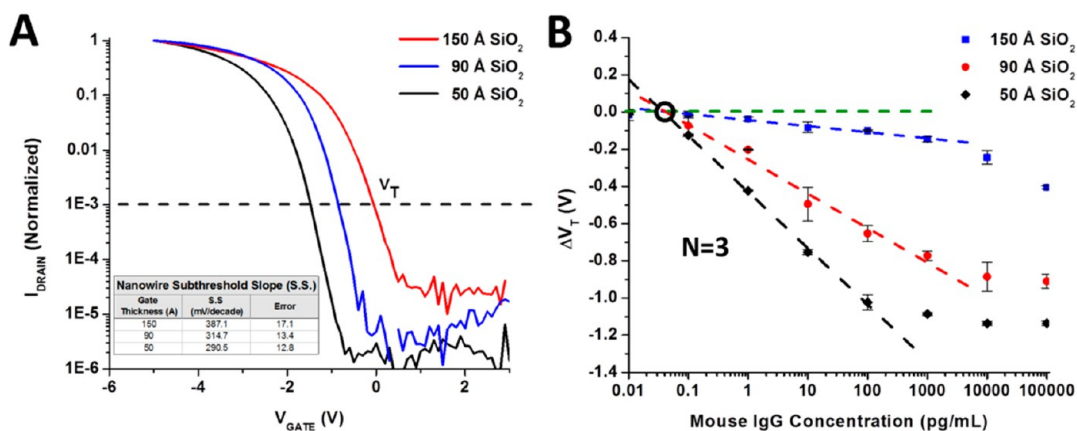 A
150 Å SiO₂
90 Å SiO₂
50 Å SiO₂
I_DRAIN (Normalized)
1
0.1
0.01
1E-3
1E-4
1E-5
1E-6
V_T
Nanowire Subthreshold Slope (S.S.)
Gate Thickness (A) S.S (mV/decade) Error
150 387.1 17.1
90 314.7 13.4
50 290.5 12.8
-6 -4 -2 0 2
V_GATE (V)
B
150 Å SiO₂
90 Å SiO₂
50 Å SiO₂
ΔV_T (V)
0.4
0.2
0.0
-0.2
-0.4
-0.6
-0.8
-1.0
-1.2
-1.4
N=3
0.01 0.1 1 10 100 1000 10000 100000
Mouse IgG Concentration (pg/mL)